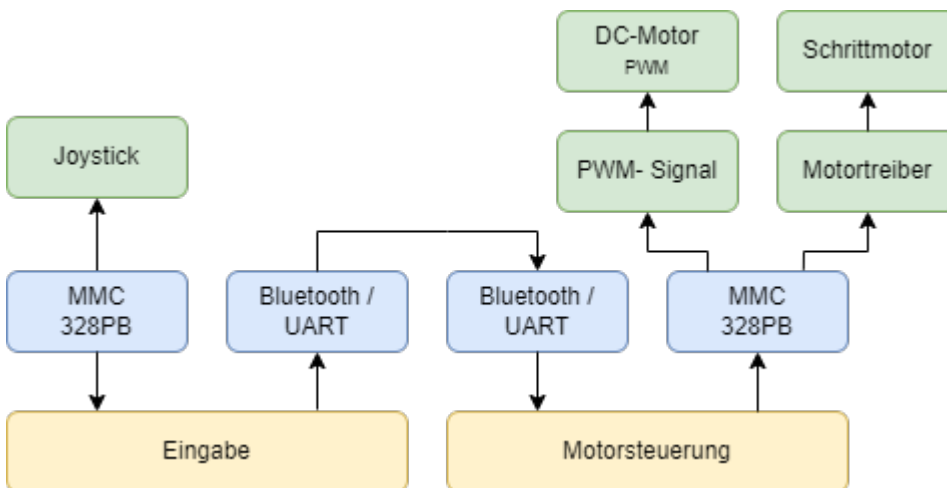 DC-Motor
PWM
Schrittmotor
Joystick
PWM- Signal
Motortreiber
MMC
328PB
Bluetooth /
UART
Bluetooth /
UART
MMC
328PB
Eingabe
Motorsteuerung